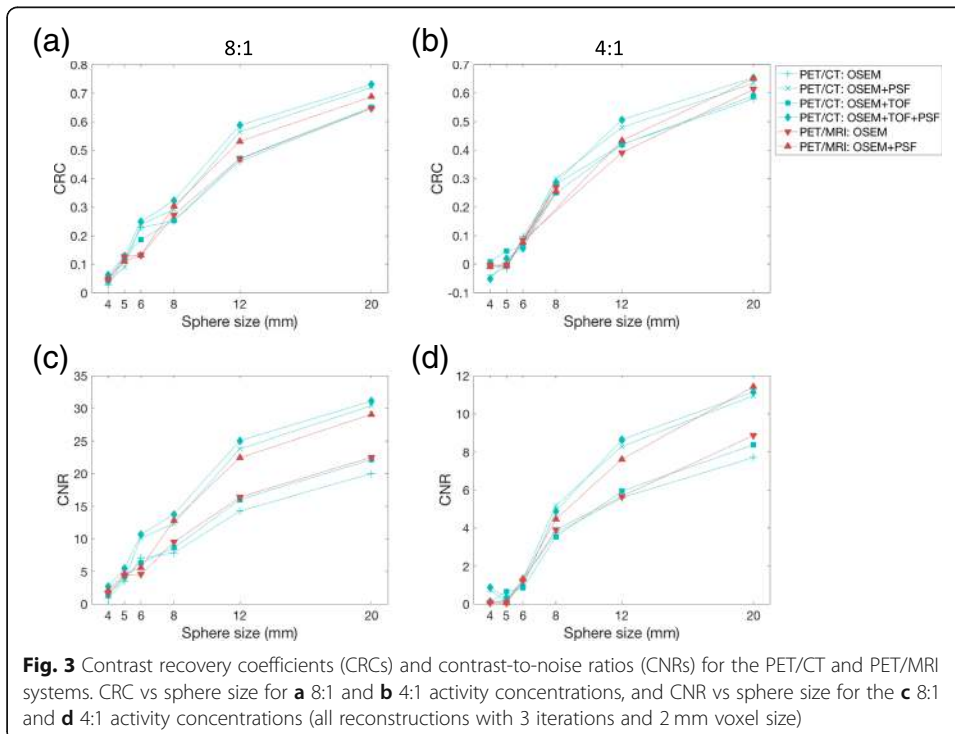 (a)
8:1
0.8
0.7
0.6
0.5
0.4
0.3
0.2
0.1
0
CRC
4 5 6 8 12 20
Sphere size (mm)
(b)
4:1
0.7
0.6
0.5
0.4
0.3
0.2
0.1
0
-0.1
CRC
4 5 6 8 12 20
Sphere size (mm)
PET/CT: OSEM
PET/CT: OSEM+PSF
PET/CT: OSEM+TOF
PET/CT: OSEM+TOF+PSF
PET/MRI: OSEM
PET/MRI: OSEM+PSF
(c)
35
30
25
20
15
10
5
0
CNR
4 5 6 8 12 20
Sphere size (mm)
(d)
12
10
8
6
4
2
0
CNR
4 5 6 8 12 20
Sphere size (mm)
Fig. 3 Contrast recovery coefficients (CRCs) and contrast-to-noise ratios (CNRs) for the PET/CT and PET/MRI
systems. CRC vs sphere size for a 8:1 and b 4:1 activity concentrations, and CNR vs sphere size for the c 8:1
and d 4:1 activity concentrations (all reconstructions with 3 iterations and 2 mm voxel size)